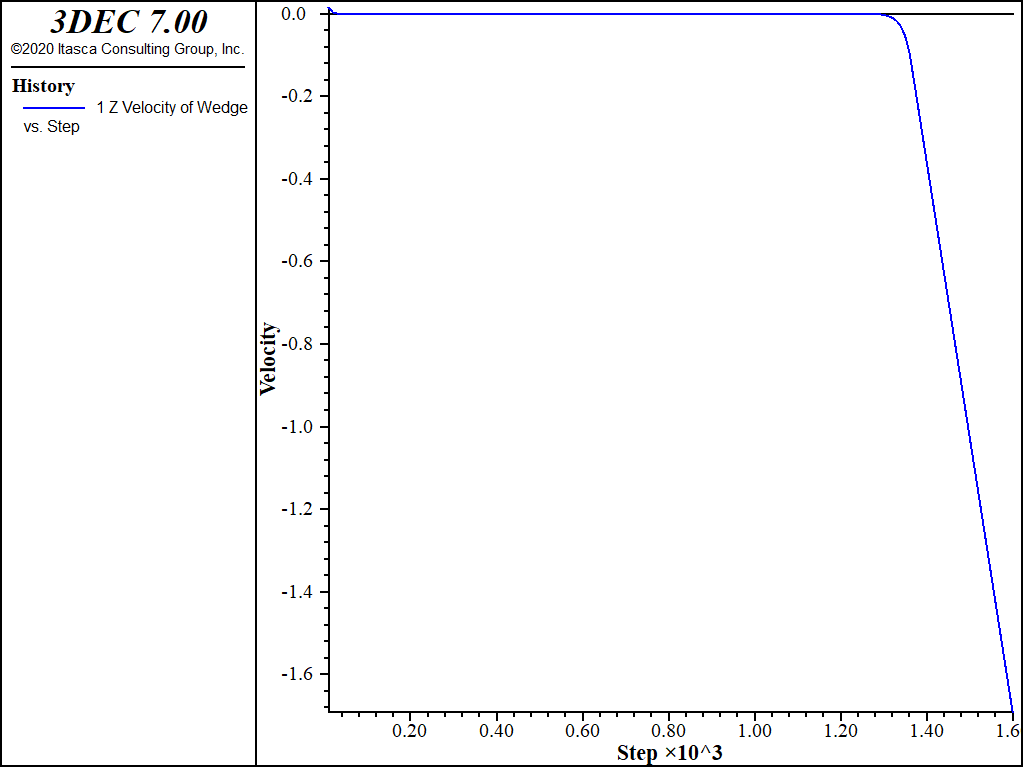 3DEC 7.00
©2020 Itasca Consulting Group, Inc.
History
1 Z Velocity of Wedge
vs. Step
Velocity
0.0
-0.2
-0.4
-0.6
-0.8
-1.0
-1.2
-1.4
-1.6
0.20 0.40 0.60 0.80 1.00 1.20 1.40 1.6
Step ×10^3